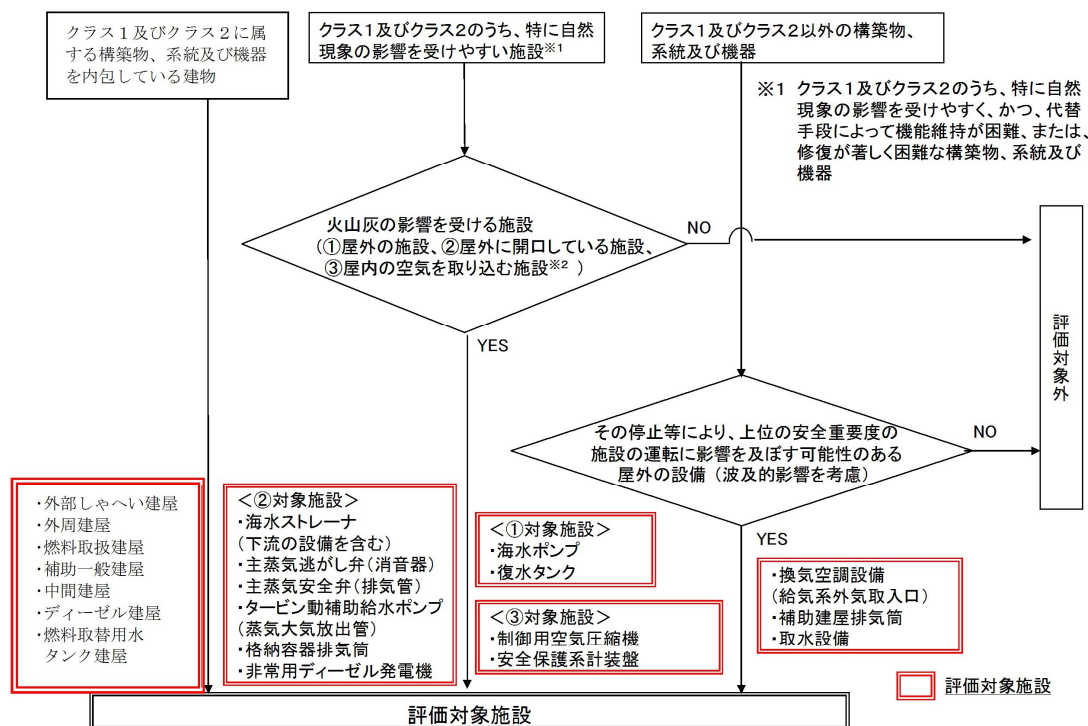 クラス１及びクラス２に属
する構築物、系統及び機器
を内包している建物
クラス１及びクラス２のうち、特に自然
現象の影響を受けやすい施設※1
クラス１及びクラス２以外の構築物、
系統及び機器
※1 クラス１及びクラス２のうち、特に自然
現象の影響を受けやすく、かつ、代替
手段によって機能維持が困難、または、
修復が著しく困難な構築物、系統及び
機器
火山灰の影響を受ける施設
（①屋外の施設、②屋外に開口している施設、
③屋内の空気を取り込む施設※2 ）
NO
YES
評価対象外
その停止等により、上位の安全重要度の
施設の運転に影響を及ぼす可能性のある
屋外の設備（波及的影響を考慮）
NO
YES
・外部しゃへい建屋
・外周建屋
・燃料取扱建屋
・補助一般建屋
・中間建屋
・ディーゼル建屋
・燃料取替用水
タンク建屋
＜②対象施設＞
・海水ストレーナ
（下流の設備を含む）
・主蒸気逃がし弁（消音器）
・主蒸気安全弁（排気管）
・タービン動補助給水ポンプ
（蒸気大気放出管）
・格納容器排気筒
・非常用ディーゼル発電機
＜①対象施設＞
・海水ポンプ
・復水タンク
＜③対象施設＞
・制御用空気圧縮機
・安全保護系計装盤
・換気空調設備
（給気系外気取入口）
・補助建屋排気筒
・取水設備
評価対象施設
評価対象施設